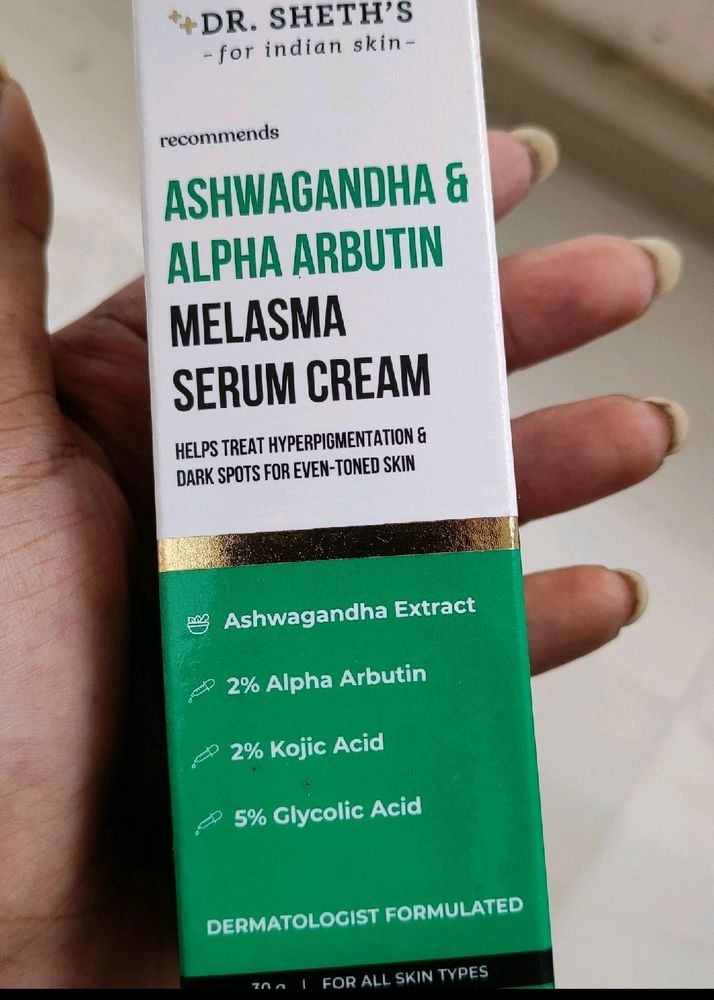 DR. SHETH'S
-for indian skin-
recommends
ASHWAGANDHA &
ALPHA ARBUTIN
MELASMA
SERUM CREAM
HELPS TREAT HYPERPIGMENTATION &
DARK SPOTS FOR EVEN-TONED SKIN
Ashwagandha Extract
2% Alpha Arbutin
2% Kojic Acid
5% Glycolic Acid
DERMATOLOGIST FORMULATED
30 g | FOR ALL SKIN TYPES